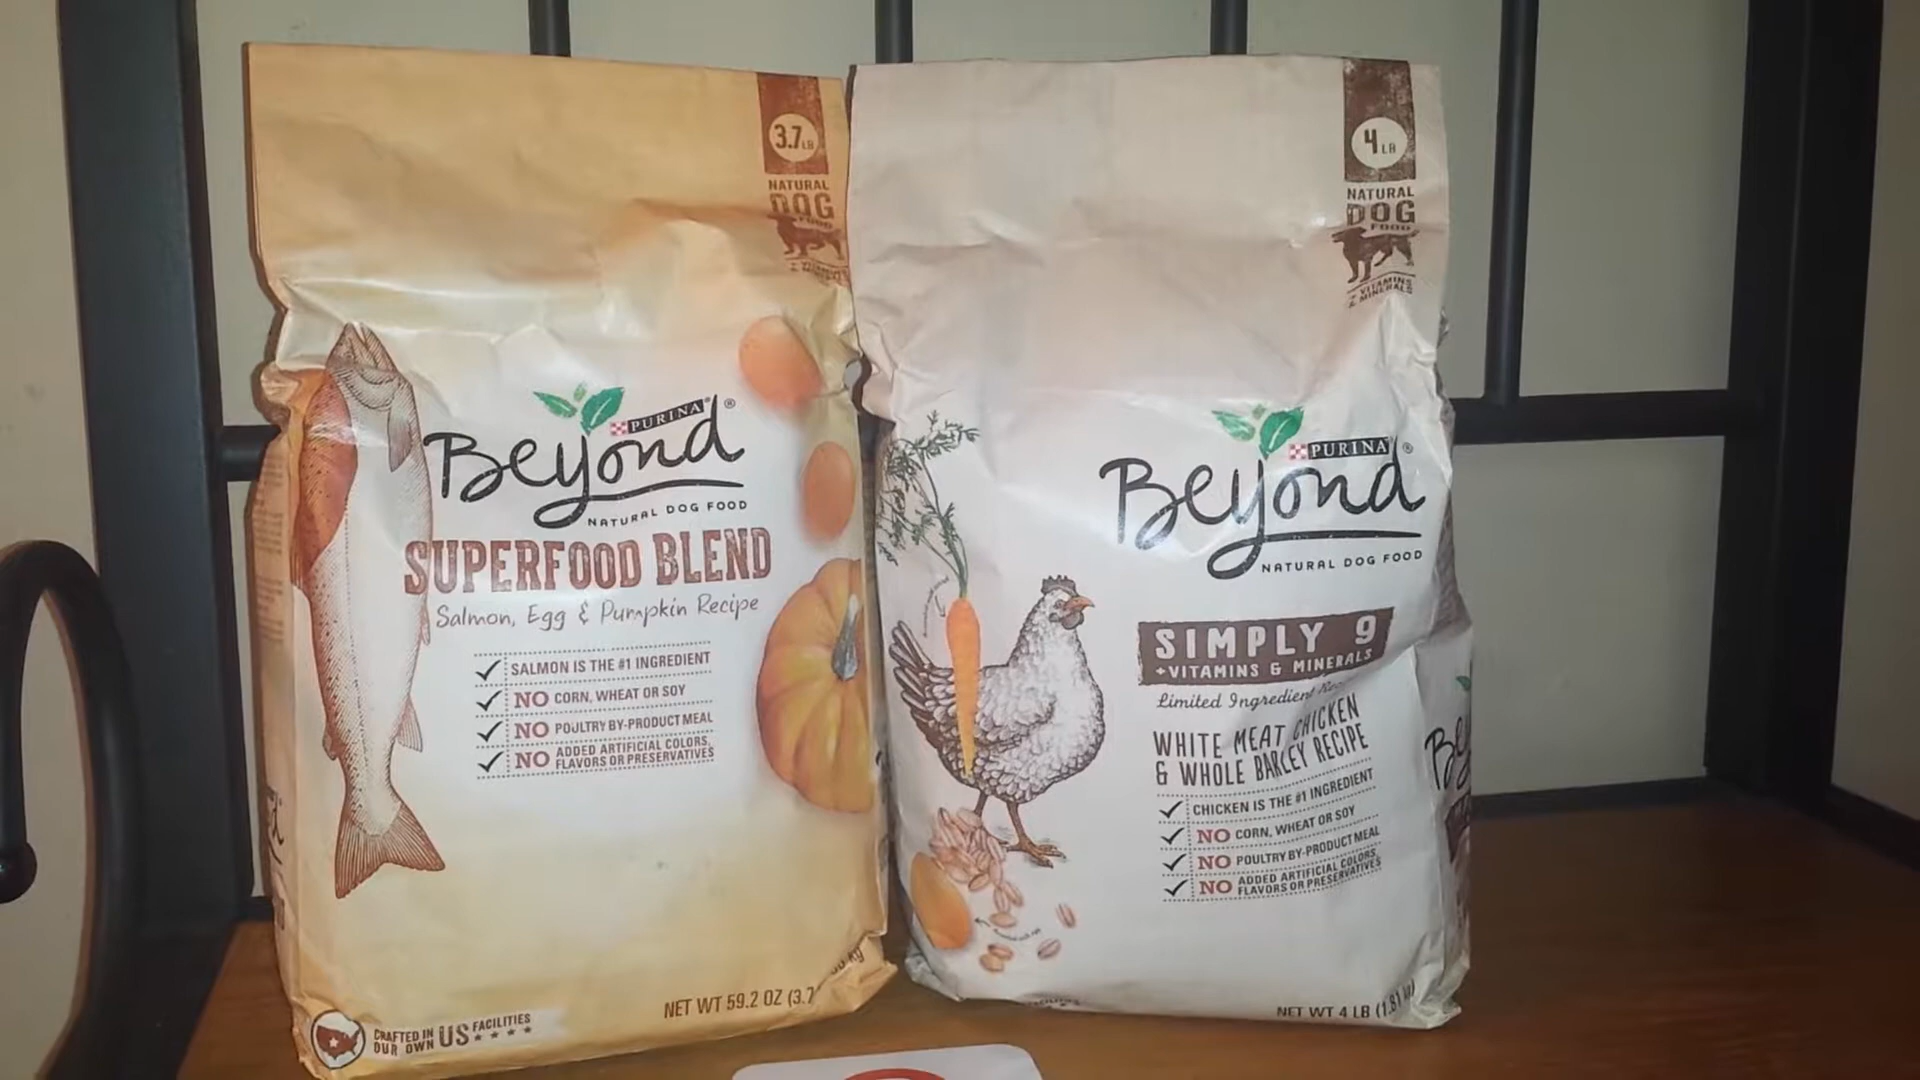 3.7 LB
NATURAL
DOG
FOOD
PURINA®
Beyond®
NATURAL DOG FOOD
SUPERFOOD BLEND
Salmon, Egg & Pumpkin Recipe
SALMON IS THE #1 INGREDIENT
NO CORN, WHEAT OR SOY
NO POULTRY BY-PRODUCT MEAL
NO ADDED ARTIFICIAL COLORS,
FLAVORS OR PRESERVATIVES
NET WT 59.2 OZ (3.7
CRAFTED IN
OUR OWN US FACILITIES
4 LB
NATURAL
DOG
FOOD
+ VITAMINS
& MINERALS
PURINA
Beyond®
NATURAL DOG FOOD
SIMPLY 9
+VITAMINS & MINERALS
Limited Ingredient
WHITE MEAT CHICKEN
& WHOLE BARLEY RECIPE
CHICKEN IS THE #1 INGREDIENT
NO CORN, WHEAT OR SOY
NO POULTRY BY-PRODUCT MEAL
NO ADDED ARTIFICIAL COLORS,
FLAVORS OR PRESERVATIVES
NET WT 4 LB